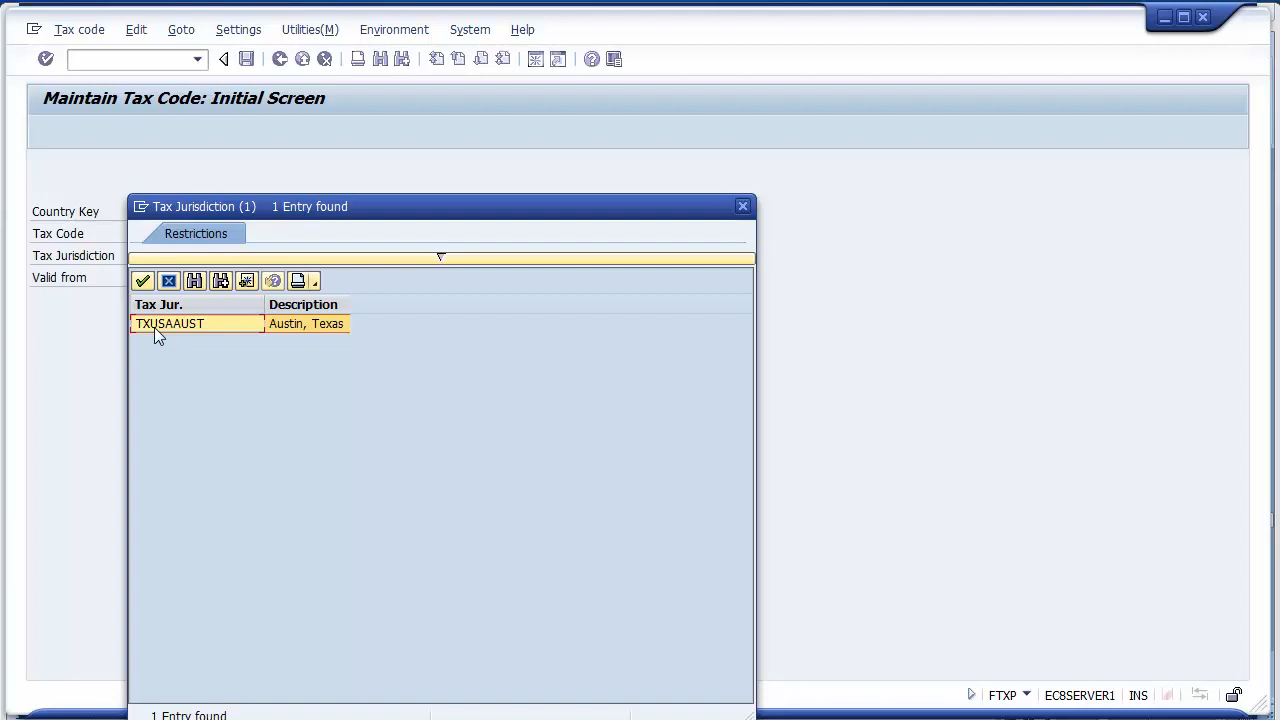 Tax code Edit Goto Settings Utilities(M) Environment System Help
Maintain Tax Code: Initial Screen
Country Key
Tax Code
Tax Jurisdiction
Valid from
Tax Jurisdiction (1) 1 Entry found
Restrictions
Tax Jur. Description
TXUSAAUST Austin, Texas
1 Entry found
FTXP EC8SERVER1 INS